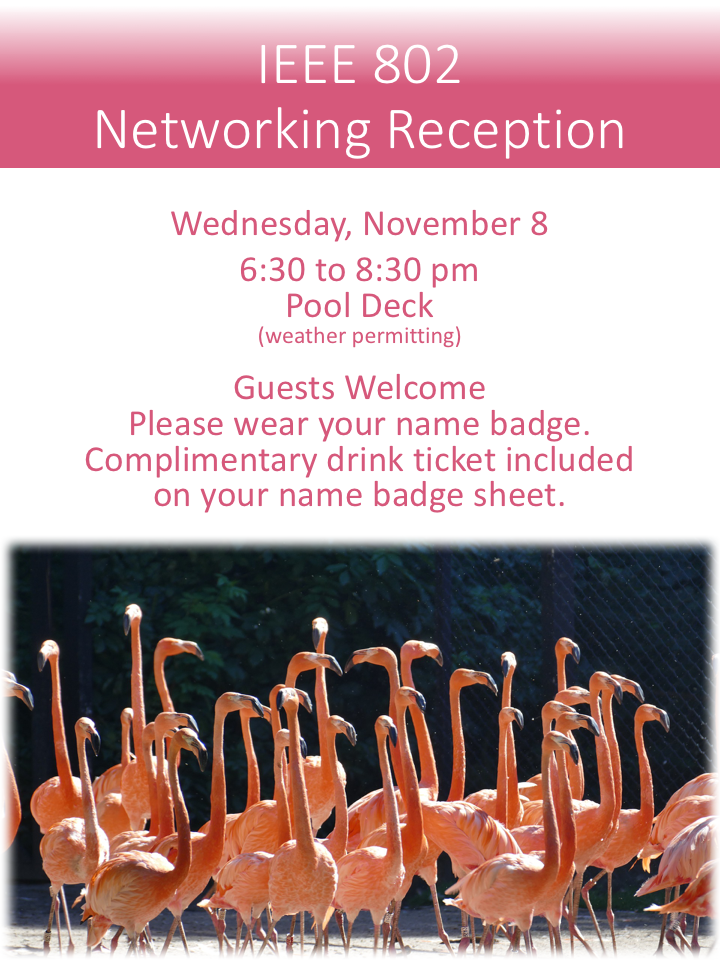 IEEE 802
Networking Reception
Wednesday, November 8
6:30 to 8:30 pm
Pool Deck
(weather permitting)
Guests Welcome
Please wear your name badge.
Complimentary drink ticket included
on your name badge sheet.